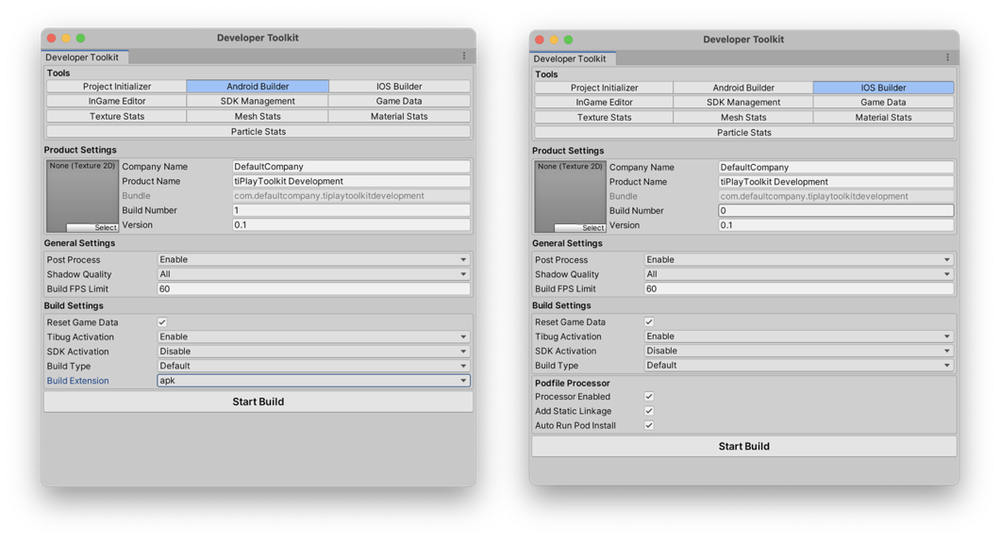 Developer Toolkit
Developer Toolkit
Tools
Project Initializer Android Builder IOS Builder
InGame Editor SDK Management Game Data
Texture Stats Mesh Stats Material Stats
Particle Stats
Product Settings
None (Texture 2D)
Select
Company Name DefaultCompany
Product Name tiPlayToolkit Development
Bundle com.defaultcompany.tiplaytoolkitdevelopment
Build Number 1
Version 0.1
General Settings
Post Process Enable
Shadow Quality All
Build FPS Limit 60
Build Settings
Reset Game Data
Tibug Activation Enable
SDK Activation Disable
Build Type Default
Build Extension apk
Start Build
Developer Toolkit
Developer Toolkit
Tools
Project Initializer Android Builder IOS Builder
InGame Editor SDK Management Game Data
Texture Stats Mesh Stats Material Stats
Particle Stats
Product Settings
None (Texture 2D)
Select
Company Name DefaultCompany
Product Name tiPlayToolkit Development
Bundle com.defaultcompany.tiplaytoolkitdevelopment
Build Number 0
Version 0.1
General Settings
Post Process Enable
Shadow Quality All
Build FPS Limit 60
Build Settings
Reset Game Data
Tibug Activation Enable
SDK Activation Disable
Build Type Default
Podfile Processor
Processor Enabled
Add Static Linkage
Auto Run Pod Install
Start Build